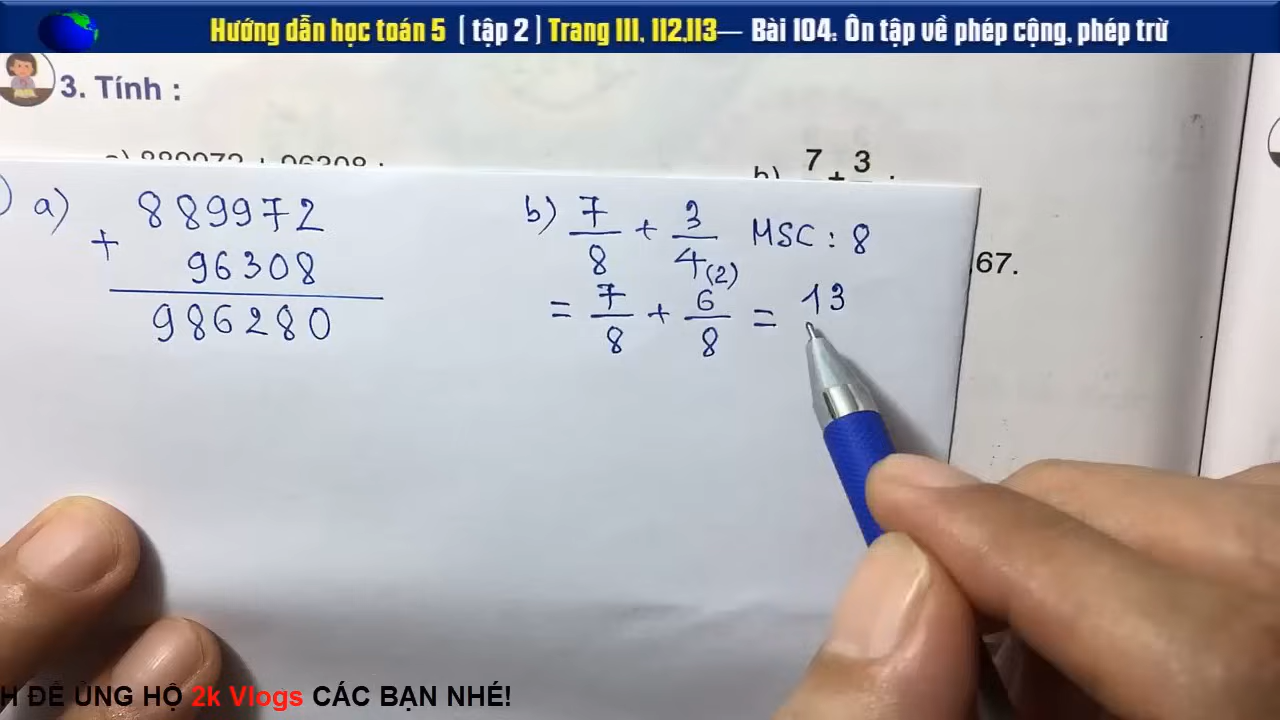 Hướng dẫn học toán 5 ( tập 2 ) Trang 111, 112,113— Bài 104: Ôn tập về phép cộng, phép trừ
3. Tính :
7 + 3 .
67.
a) 889972
+ 96308
986280
b) 7/8 + 3/4 (2) MSC : 8
= 7/8 + 6/8 = 13
H ĐỂ ỦNG HỘ 2k Vlogs CÁC BẠN NHÉ!